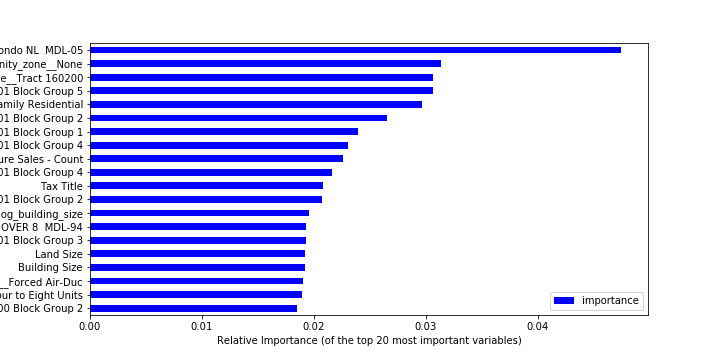 ondo NL MDL-05
nity_zone__None
e__Tract 160200
01 Block Group 5
amily Residential
01 Block Group 2
01 Block Group 1
01 Block Group 4
ure Sales - Count
01 Block Group 4
Tax Title
01 Block Group 2
og_building_size
OVER 8 MDL-94
01 Block Group 3
Land Size
Building Size
__Forced Air-Duc
our to Eight Units
00 Block Group 2
importance
0.00 0.01 0.02 0.03 0.04
Relative Importance (of the top 20 most important variables)